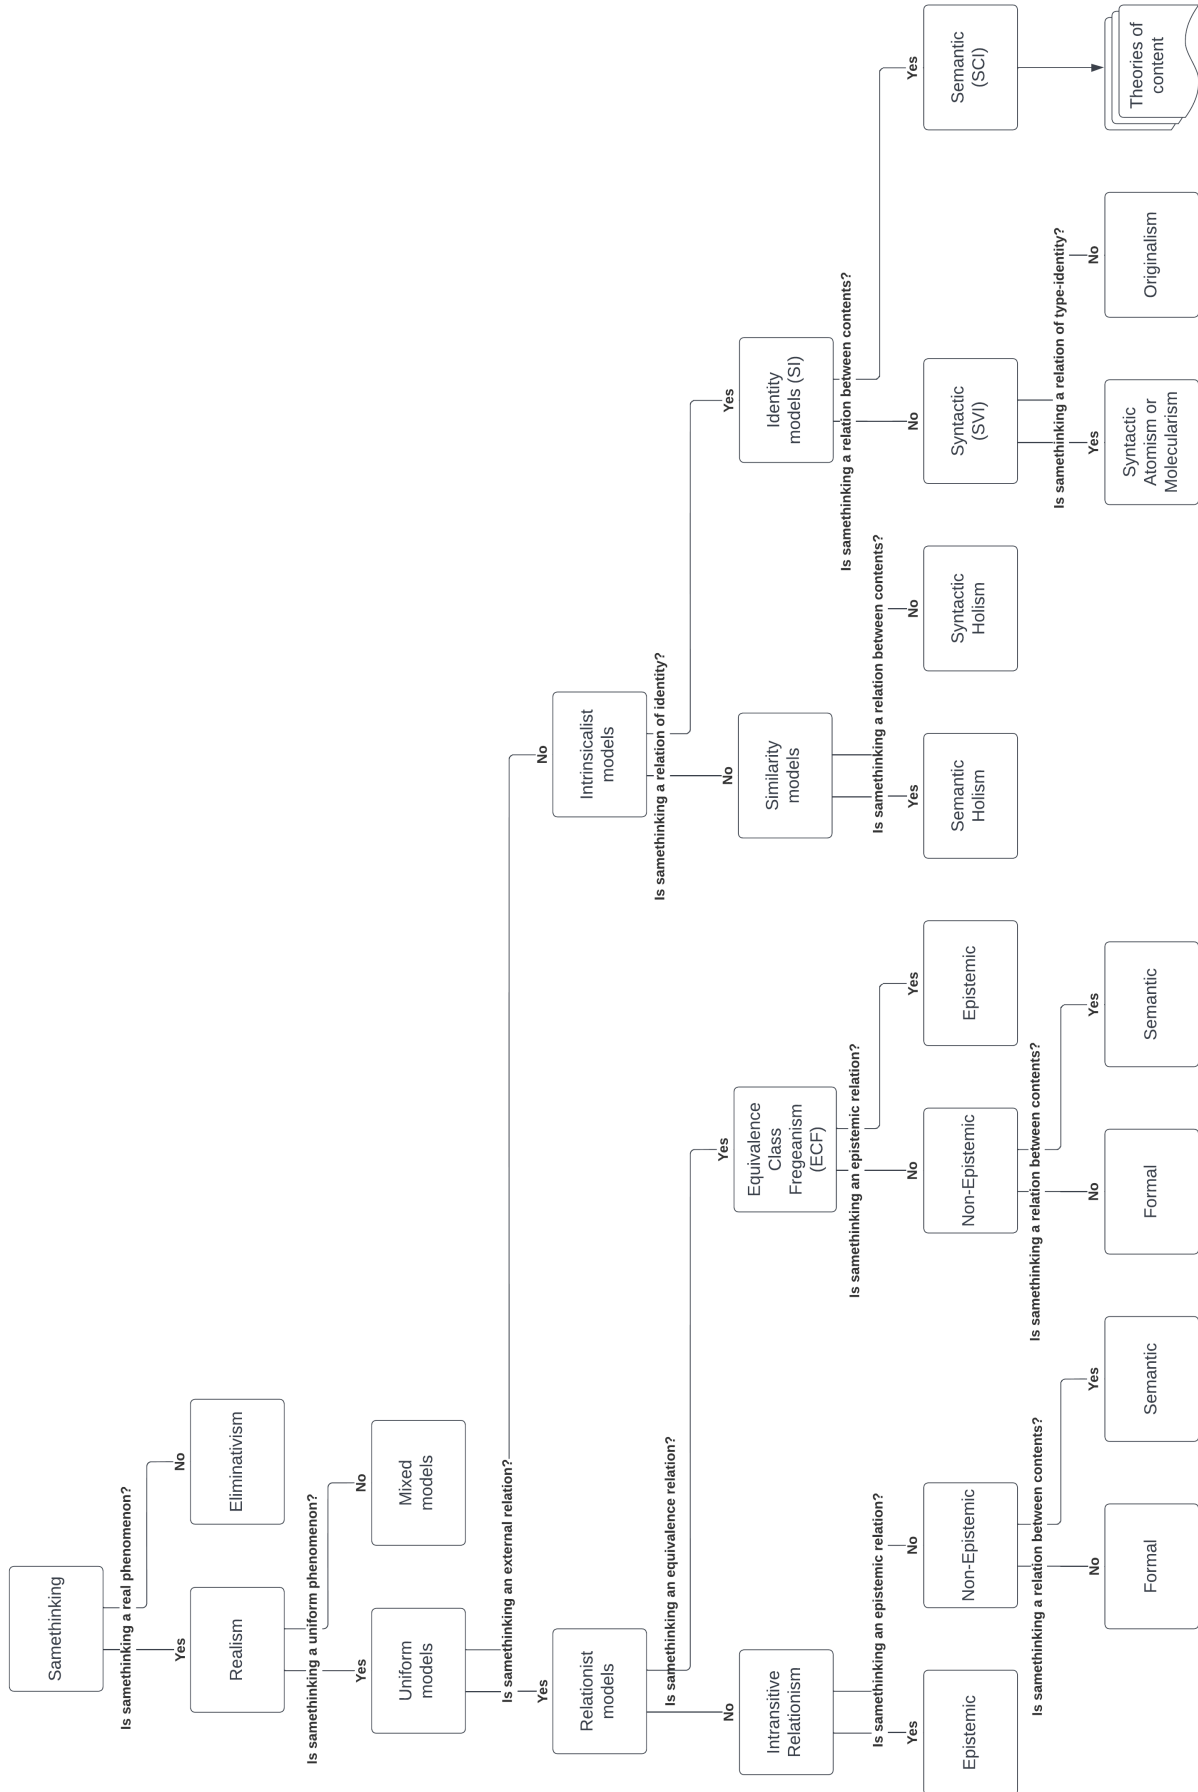 Samethinking
Is samethinking a real phenomenon?
Yes
No
Realism
Eliminativism
Is samethinking a uniform phenomenon?
Yes
No
Uniform
models
Mixed
models
Is samethinking an external relation?
Yes
No
Relationist
models
Intrinsicalist
models
Is samethinking an equivalence relation?
Is samethinking a relation of identity?
No
Yes
No
Yes
Intransitive
Relationism
Equivalence
Class
Fregeanism
(ECF)
Similarity
models
Identity
models (SI)
Is samethinking an epistemic relation?
Is samethinking an epistemic relation?
Is samethinking a relation between contents?
Is samethinking a relation between contents?
Yes
No
No
Yes
Yes
No
No
Yes
Epistemic
Non-Epistemic
Non-Epistemic
Epistemic
Semantic
Holism
Syntactic
Holism
Syntactic
(SVI)
Semantic
(SCI)
Is samethinking a relation between contents?
Is samethinking a relation between contents?
Is samethinking a relation of type-identity?
No
Yes
No
Yes
Yes
No
Formal
Semantic
Formal
Semantic
Syntactic
Atomism or
Molecularism
Originalism
Theories of
content